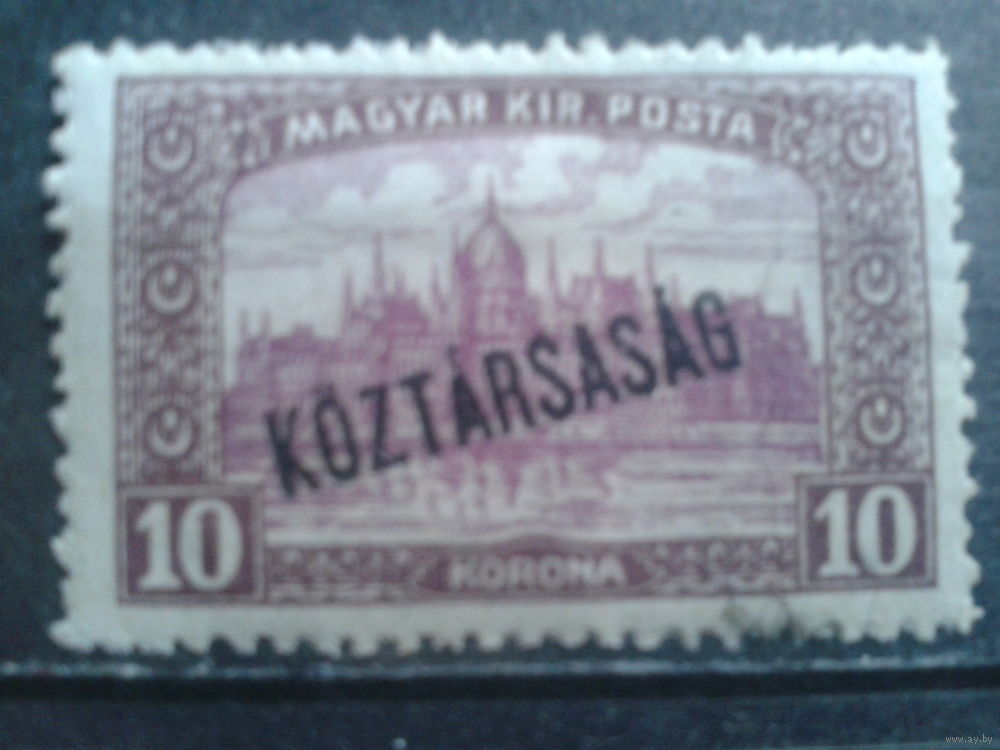 MAGYAR KIR. POSTA
KÖZTÁRSASÁG
10 10
KORONA
www.ay.by